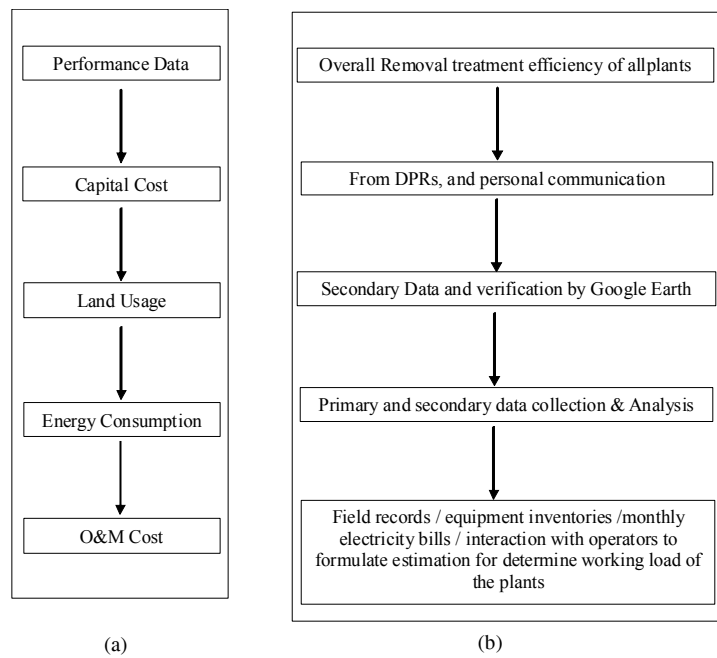 Performance Data
Capital Cost
Land Usage
Energy Consumption
O&M Cost
(a)
Overall Removal treatment efficiency of allplants
From DPRs, and personal communication
Secondary Data and verification by Google Earth
Primary and secondary data collection & Analysis
Field records / equipment inventories /monthly
electricity bills / interaction with operators to
formulate estimation for determine working load of
the plants
(b)